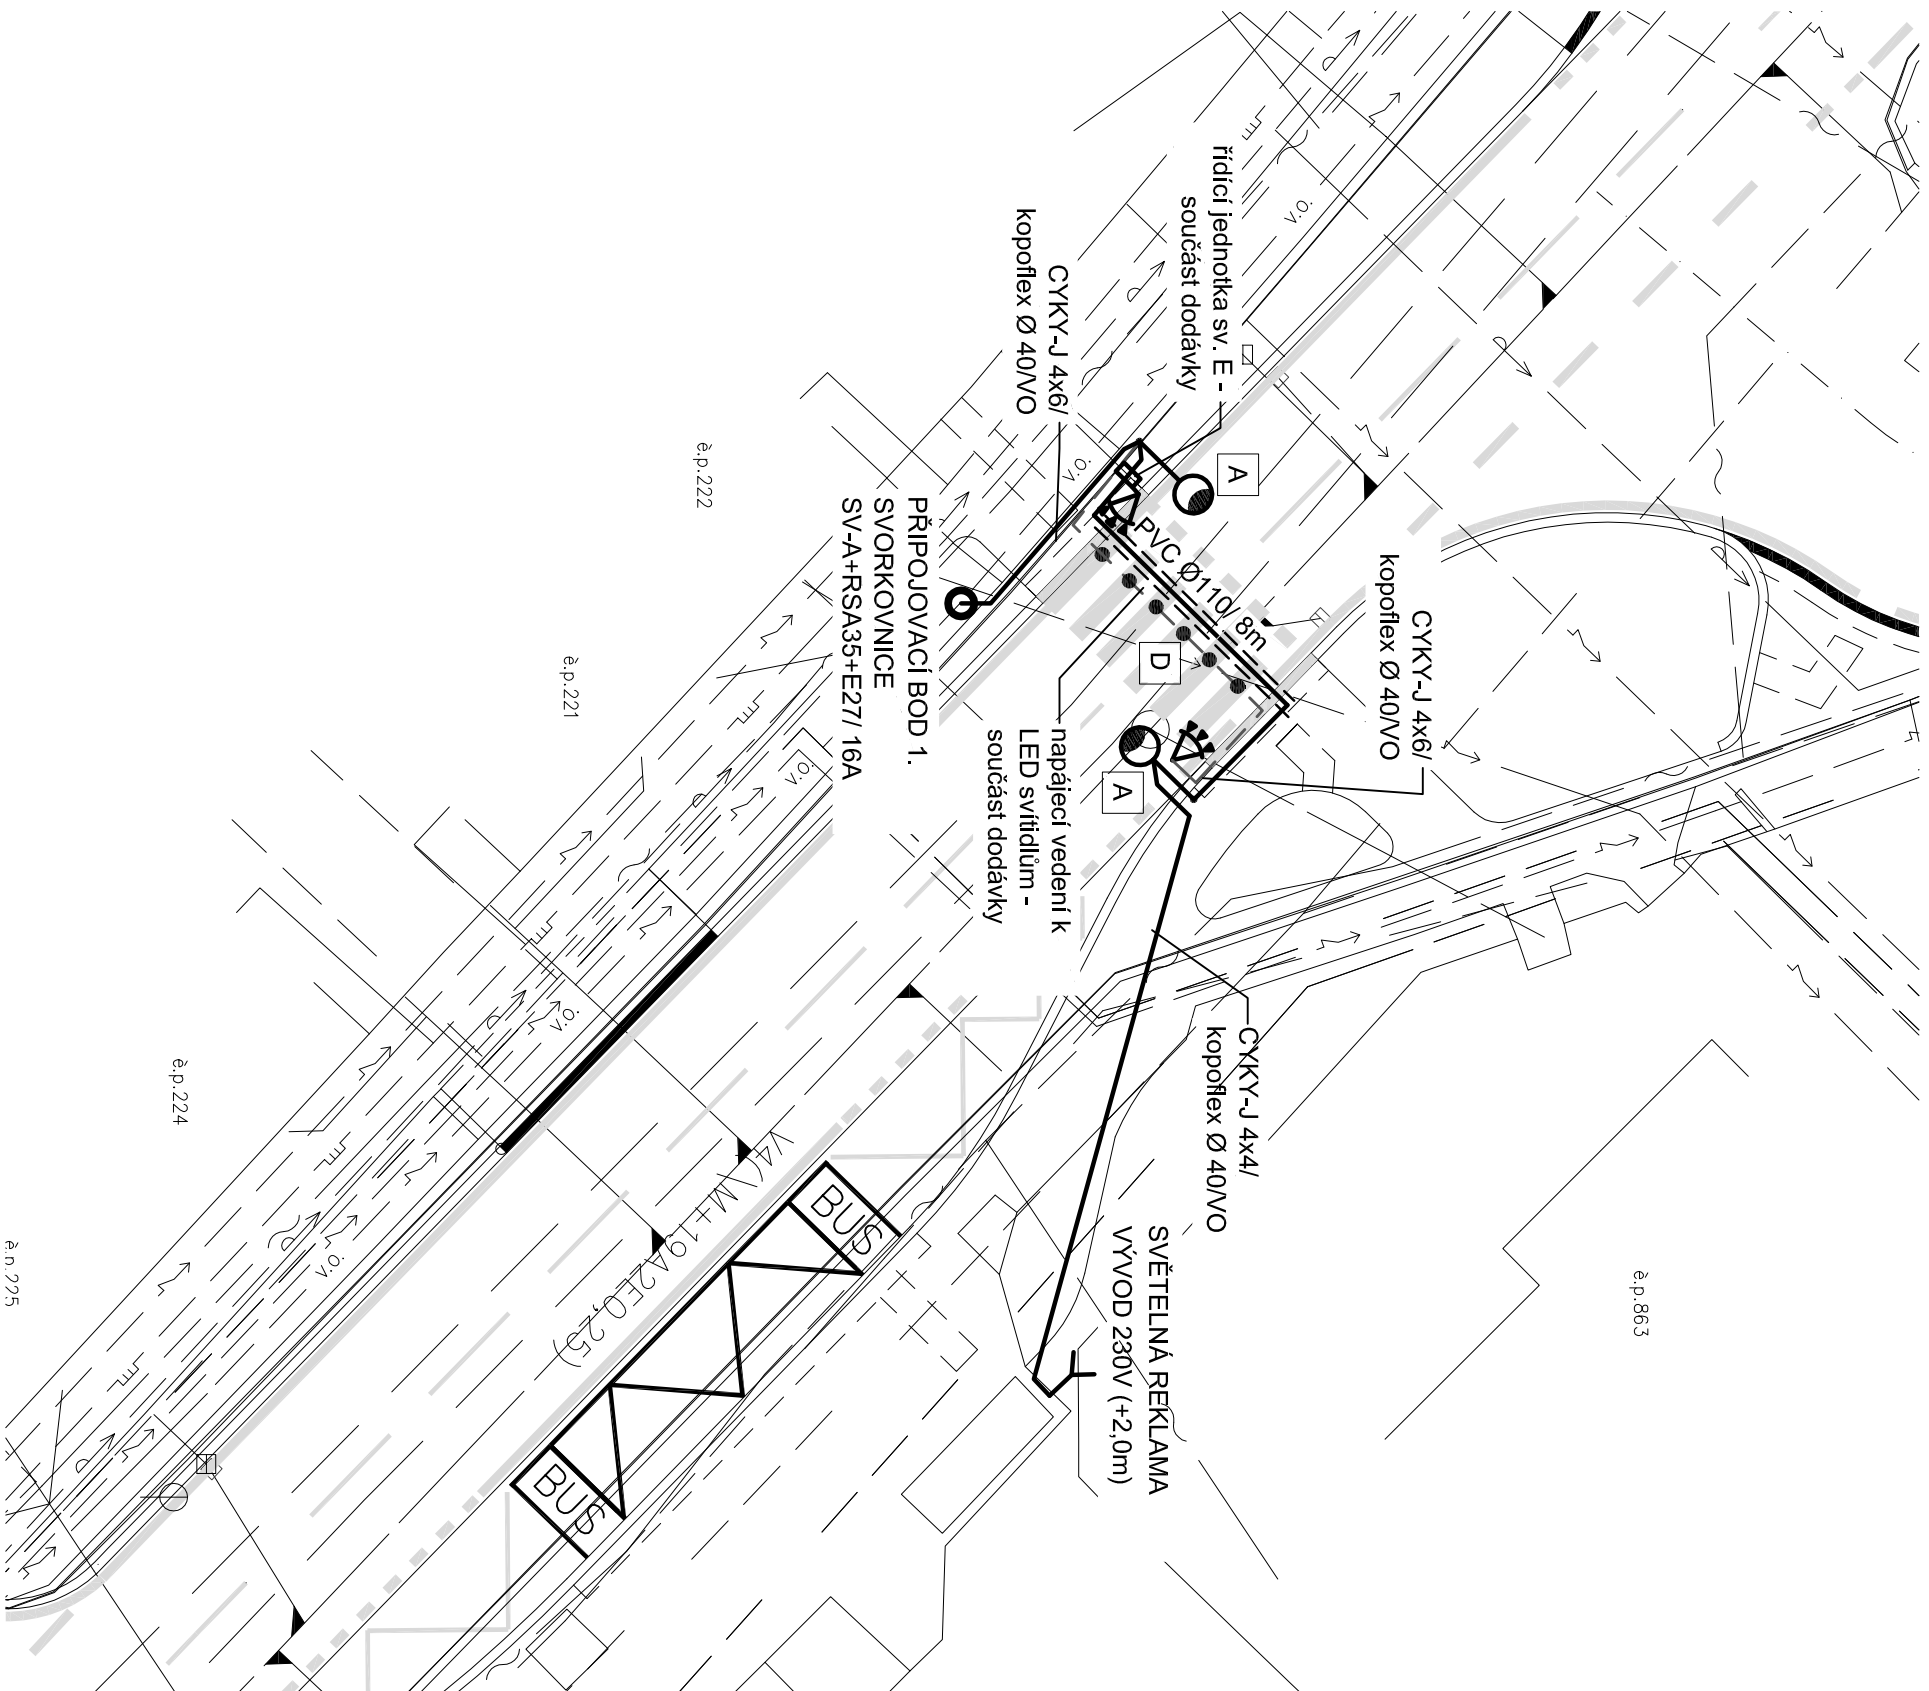 řídící jednotka sv. E -
součást dodávky
CYKY-J 4x6/
kopoflex Ø 40/VO
A
PVC Ø110/ 8m
D
A
CYKY-J 4x6/
kopoflex Ø 40/VO
PŘIPOJOVACÍ BOD 1.
SVORKOVNICE
SV-A+RSA35+E27/ 16A
napájecí vedení k
LED svítidlům -
součást dodávky
CYKY-J 4x4/
kopoflex Ø 40/VO
SVĚTELNÁ REKLAMA
VÝVOD 230V (+2,0m)
BUS
BUS
V4(VM+19A2E0,25)
è.p.222
è.p.221
è.p.224
è.p.225
è.p.863
V.O.
V.O.
V.O.
V.O.
V.O.